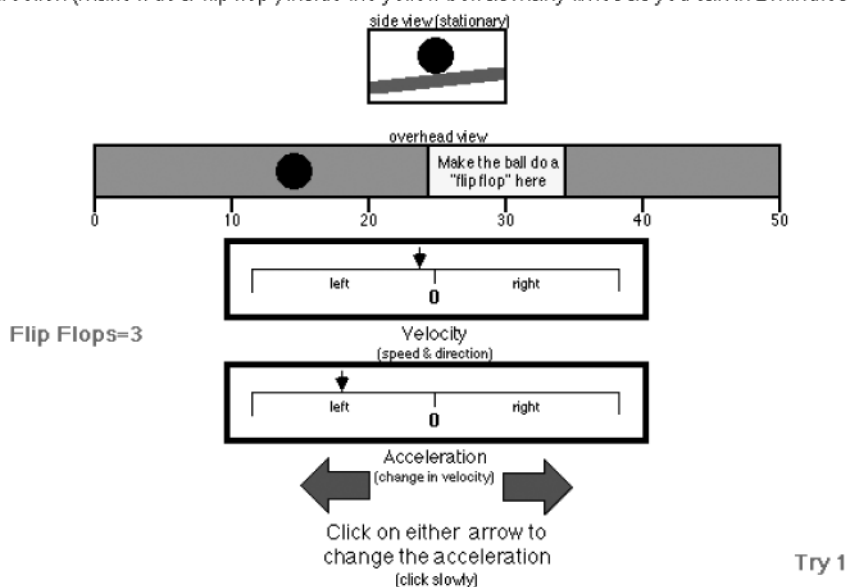 side view (stationary)
overhead view
Make the ball do a
"flip flop" here
0 10 20 30 40 50
left right
0
Flip Flops=3
Velocity
(speed & direction)
left right
0
Acceleration
(change in velocity)
Click on either arrow to
change the acceleration
(click slowly)
Try 1